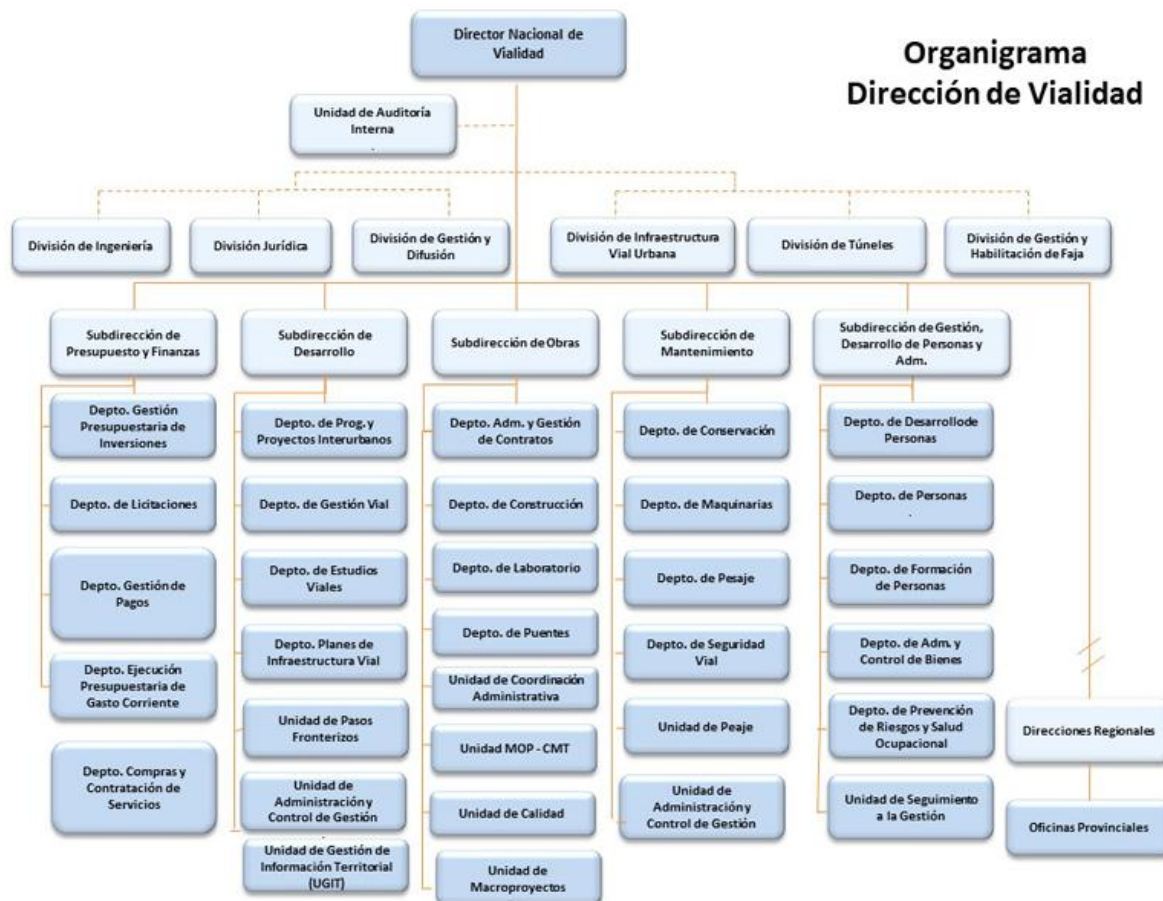 Organigrama
Dirección de Vialidad
Director Nacional de
Vialidad
Unidad de Auditoría
Interna
.
División de Ingeniería
División Jurídica
División de Gestión y
Difusión
División de Infraestructura
Vial Urbana
División de Túneles
División de Gestión y
Habilitación de Faja
Subdirección de
Presupuesto y Finanzas
Depto. Gestión
Presupuestaria de
Inversiones
Depto. de Licitaciones
Depto. Gestión de
Pagos
Depto. Ejecución
Presupuestaria de
Gasto Corriente
Depto. Compras y
Contratación de
Servicios
Subdirección de
Desarrollo
Depto. de Prog. y
Proyectos Interurbanos
Depto. de Gestión Vial
Depto. de Estudios
Viales
Depto. Planes de
Infraestructura Vial
Unidad de Pasos
Fronterizos
Unidad de
Administración y
Control de Gestión
.
Unidad de Gestión de
Información Territorial
(UGIT)
Subdirección de Obras
Depto. Adm. y Gestión
de Contratos
Depto. de Construcción
Depto. de Laboratorio
Depto. de Puentes
Unidad de Coordinación
Administrativa
Unidad MOP - CMT
Unidad de Calidad
Unidad de
Macroproyectos
Subdirección de
Mantenimiento
Depto. de Conservación
Depto. de Maquinarias
Depto. de Pesaje
Depto. de Seguridad
Vial
Unidad de Peaje
Unidad de
Administración y
Control de Gestión
Subdirección de Gestión,
Desarrollo de Personas y
Adm.
Depto. de Desarrollode
Personas
Depto. de Personas
.
Depto. de Formación
de Personas
Depto. de Adm. y
Control de Bienes
Depto. de Prevención
de Riesgos y Salud
Ocupacional
Unidad de Seguimiento
a la Gestión
Direcciones Regionales
Oficinas Provinciales